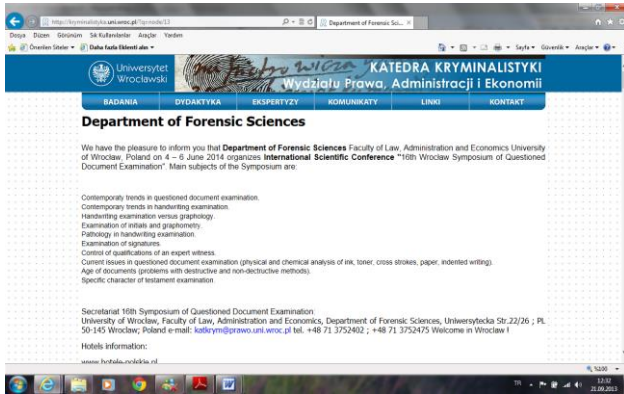 http://kryminalistyka.uni.wroc.pl/?q=node/13
Department of Forensic Sci...
Dosya Düzen Görünüm Sık Kullanılanlar Araçlar Yardım
Önerilen Siteler Daha fazla Eklenti alın
Sayfa Güvenlik Araçlar
Uniwersytet
Wrocławski
KATEDRA KRYMINALISTYKI
Wydziału Prawa, Administracji i Ekonomii
BADANIA DYDAKTYKA EKSPERTYZY KOMUNIKATY LINKI KONTAKT
Department of Forensic Sciences
We have the pleasure to inform you that Department of Forensic Sciences Faculty of Law, Administration and Economics University
of Wrocław, Poland on 4 – 6 June 2014 organizes International Scientific Conference "16th Wrocław Symposium of Questioned
Document Examination". Main subjects of the Symposium are:
Contemporaty trends in questioned document examination.
Contemporaty trends in handwriting examination.
Handwriting examination versus graphology.
Examination of initials and graphometry.
Pathology in handwriting examination.
Examination of signatures.
Control of qualifications of an expert witness.
Current issues in questioned document examination (physical and chemical analysis of ink, toner, cross strokes, paper, indented writing).
Age of documents (problems with destructive and non-dectructive methods).
Specific character of testament examination.
Secretariat 16th Symposium of Questioned Document Examination:
University of Wrocław, Faculty of Law, Administration and Economics, Department of Forensic Sciences, Uniwersytecka Str.22/26 ; PL
50-145 Wrocław; Poland e-mail: katkrym@prawo.uni.wroc.pl tel. +48 71 3752402 ; +48 71 3752475 Welcome in Wrocław !
Hotels information:
www.hotele-polskie.pl
%100
TR 12:32
21.09.2013